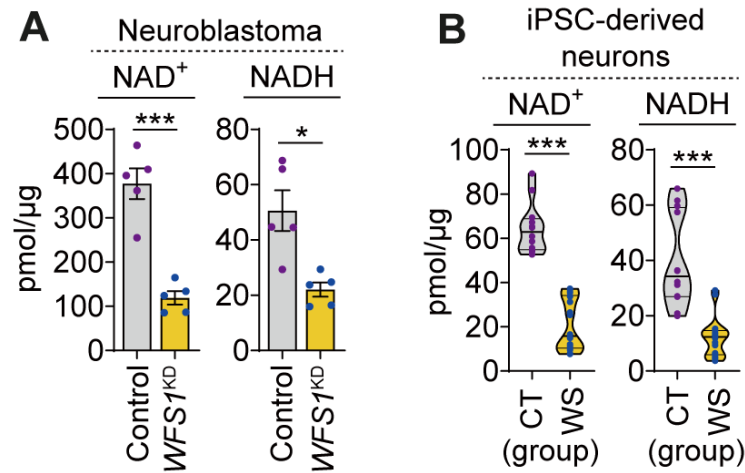 A
Neuroblastoma
NAD⁺
NADH
pmol/µg
500
400
300
200
100
0
***
Control
WFS1ᴷᴰ
80
60
40
20
0
*
Control
WFS1ᴷᴰ
B
iPSC-derived
neurons
NAD⁺
NADH
pmol/µg
100
80
60
40
20
0
***
CT
WS
(group)
80
60
40
20
0
***
CT
WS
(group)